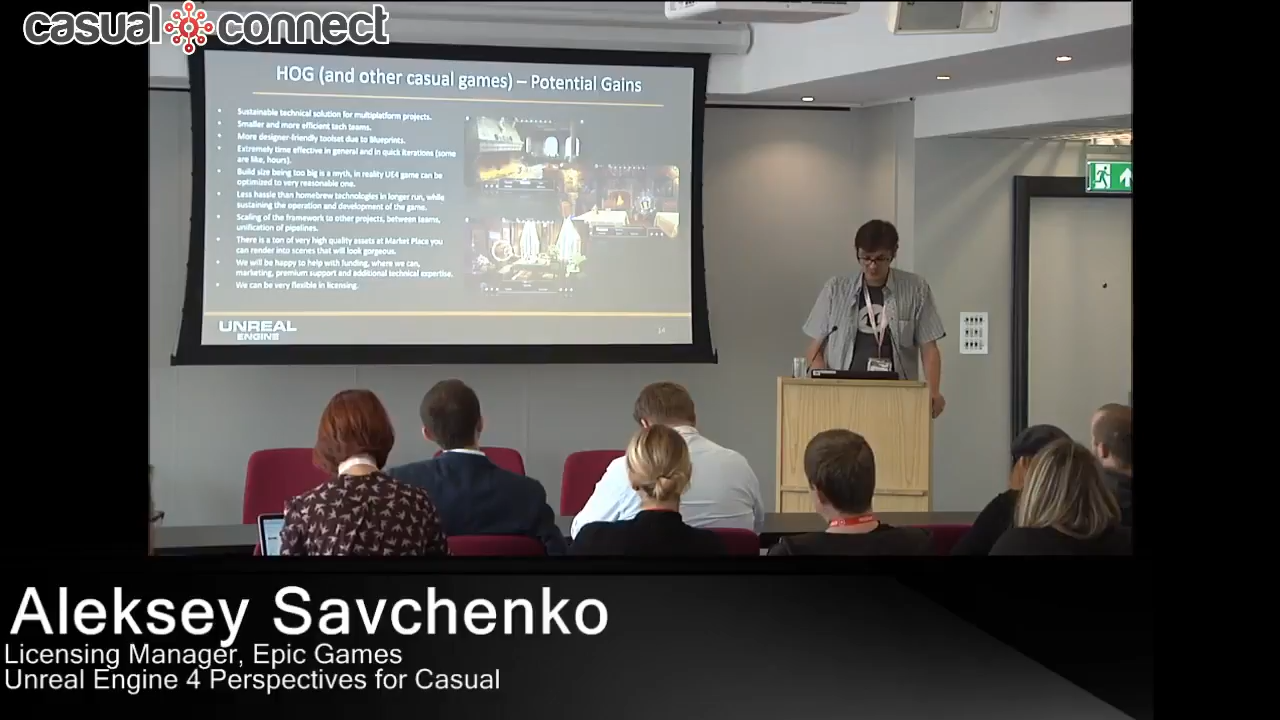 casual connect
HOG (and other casual games) – Potential Gains
• Sustainable technical solution for multiplatform projects.
• Smaller and more efficient tech teams.
• More designer-friendly toolset due to Blueprints.
• Extremely time effective in general and in quick iterations (some
are like, hours).
• Build size being too big is a myth, in reality UE4 game can be
optimized to very reasonable one.
• Less hassle than homebrew technologies in longer run, while
sustaining the operation and development of the game.
• Scaling of the framework to other projects, between teams,
unification of pipelines.
• There is a ton of very high quality assets at Market Place you
can render into scenes that will look gorgeous.
• We will be happy to help with funding, where we can,
marketing, premium support and additional technical expertise.
• We can be very flexible in licensing.
UNREAL
ENGINE
14
Aleksey Savchenko
Licensing Manager, Epic Games
Unreal Engine 4 Perspectives for Casual